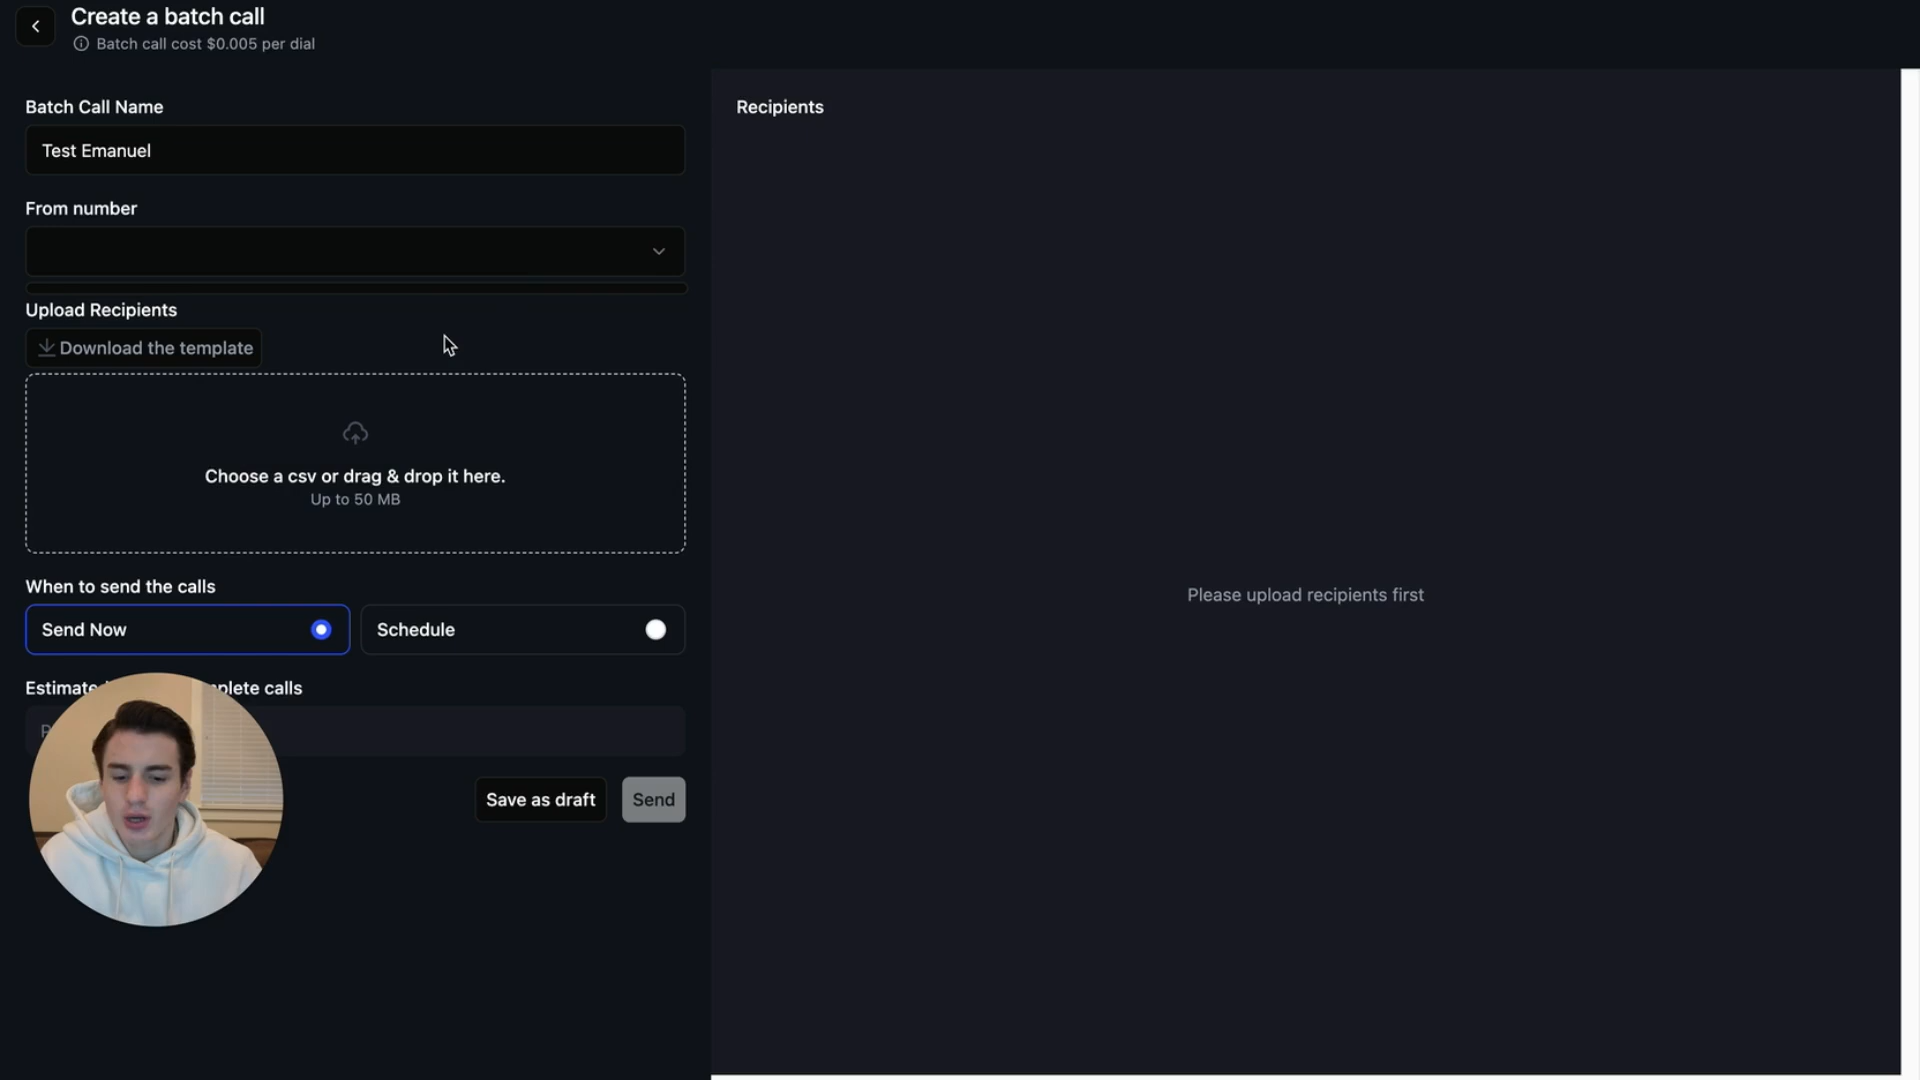 Create a batch call
Batch call cost $0.005 per dial
Batch Call Name
Test Emanuel
From number
Upload Recipients
Download the template
Choose a csv or drag & drop it here.
Up to 50 MB
When to send the calls
Send Now
Schedule
calls
Save as draft
Send
Recipients
Please upload recipients first